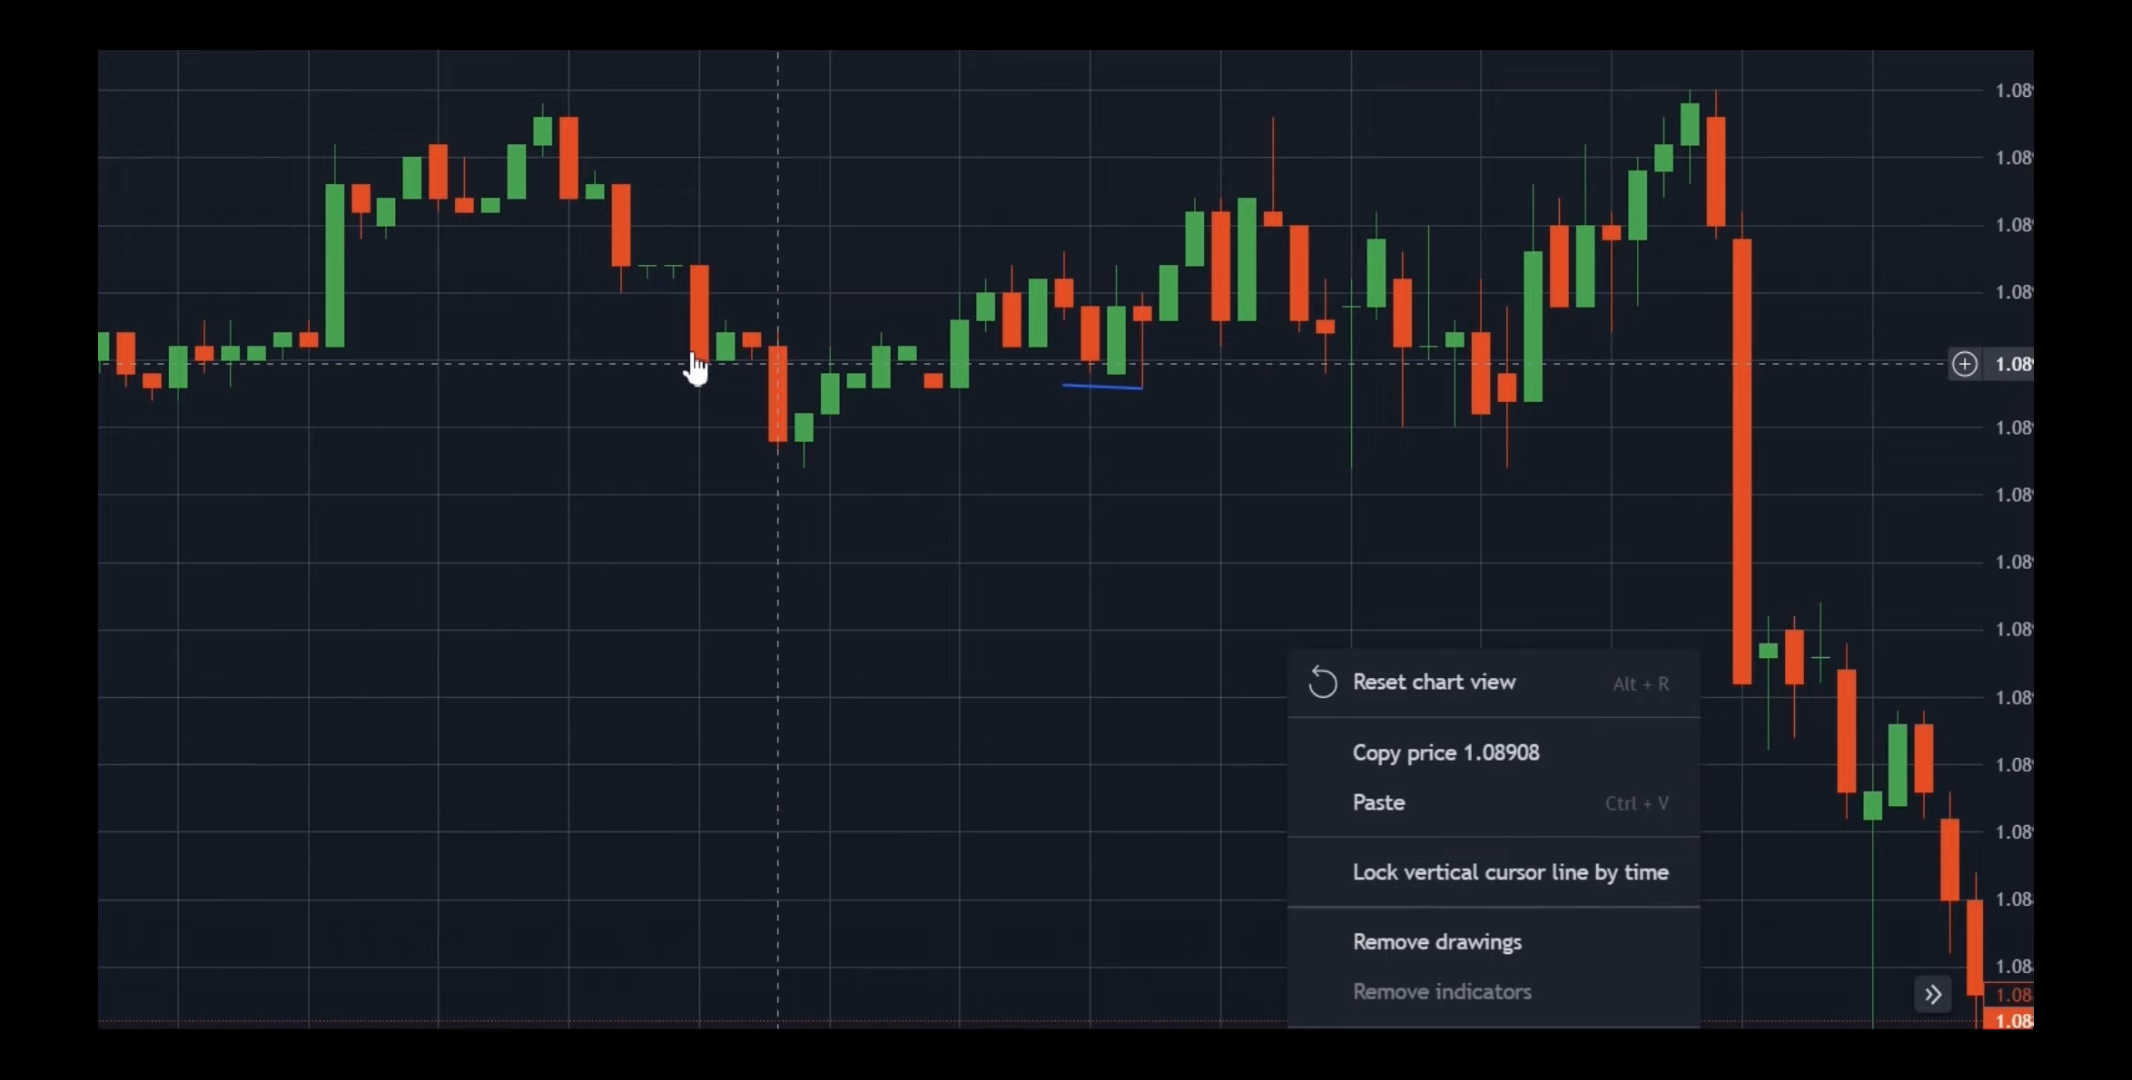 1.08
1.08
1.08
1.08
1.08
1.08
1.08
1.08
1.08
1.08
Reset chart view Alt + R
1.08
Copy price 1.08908
1.08
Paste Ctrl + V
1.08
Lock vertical cursor line by time
1.08
Remove drawings
1.08
Remove indicators
1.08
1.08